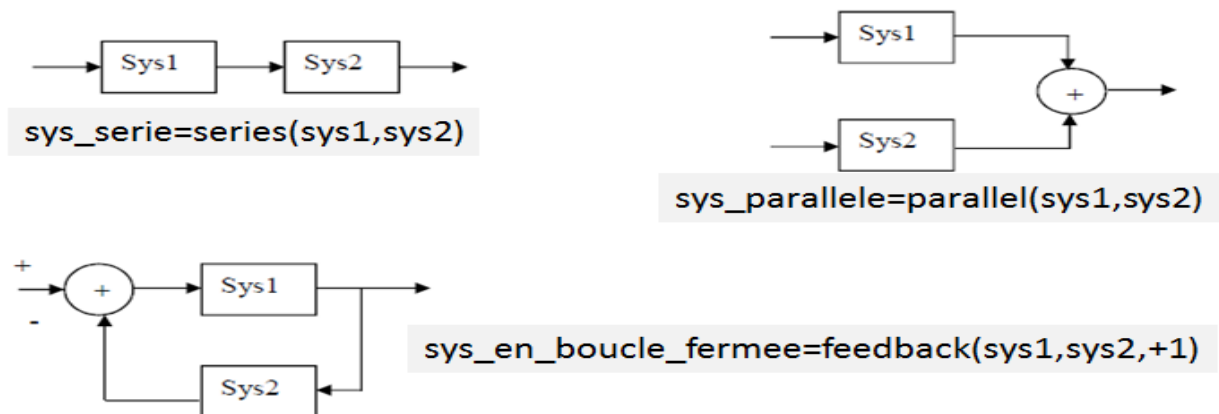 Sys1
Sys2
sys_serie=series(sys1,sys2)
Sys1
+
Sys2
sys_parallele=parallel(sys1,sys2)
+
+
-
Sys1
Sys2
sys_en_boucle_fermee=feedback(sys1,sys2,+1)